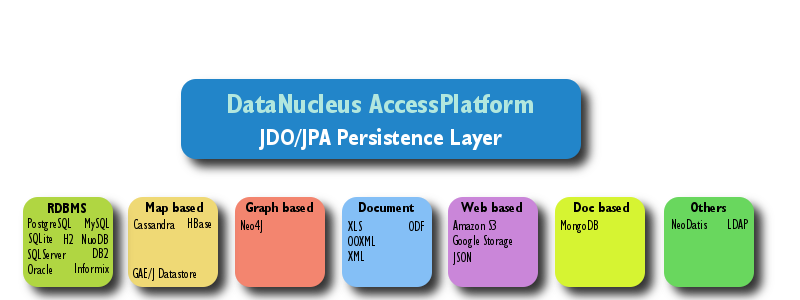 DataNucleus AccessPlatform
JDO/JPA Persistence Layer
RDBMS
PostgreSQL MySQL
SQLite H2 NuoDB
SQLServer DB2
Oracle Informix
Map based
Cassandra HBase
GAE/J Datastore
Graph based
Neo4J
Document
XLS ODF
OOXML
XML
Web based
Amazon S3
Google Storage
JSON
Doc based
MongoDB
Others
NeoDatis LDAP